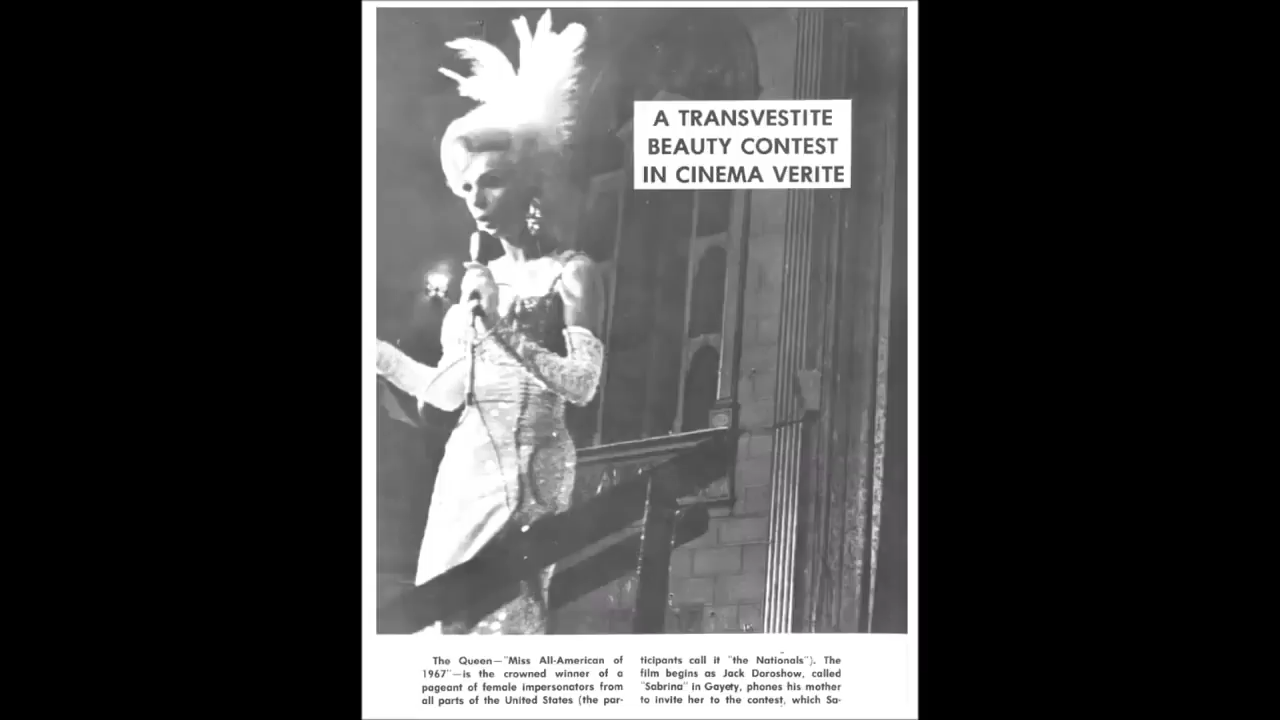 A TRANSVESTITE
BEAUTY CONTEST
IN CINEMA VERITE
The Queen—"Miss All-American of
1967"—is the crowned winner of a
pageant of female impersonators from
all parts of the United States (the par-
ticipants call it "the Nationals"). The
film begins as Jack Doroshow, called
"Sabrina" in Gayety, phones his mother
to invite her to the contest, which Sa-